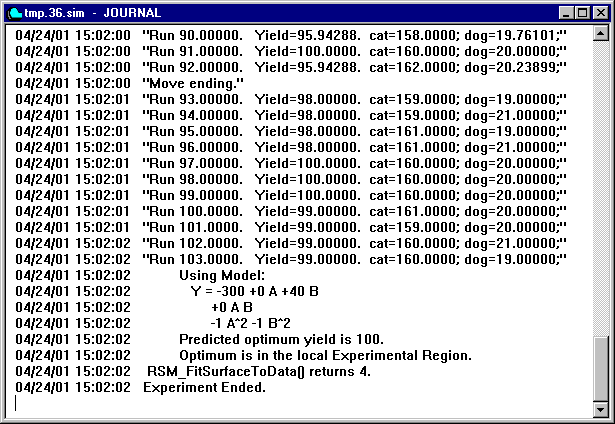 tmp.36.sim - JOURNAL
04/24/01 15:02:00 "Run 90.00000. Yield=95.94288. cat=158.0000; dog=19.76101;"
04/24/01 15:02:00 "Run 91.00000. Yield=100.0000. cat=160.0000; dog=20.00000;"
04/24/01 15:02:00 "Run 92.00000. Yield=95.94288. cat=162.0000; dog=20.23899;"
04/24/01 15:02:00 "Move ending."
04/24/01 15:02:00 "Run 93.00000. Yield=98.00000. cat=159.0000; dog=19.00000;"
04/24/01 15:02:01 "Run 94.00000. Yield=98.00000. cat=159.0000; dog=21.00000;"
04/24/01 15:02:01 "Run 95.00000. Yield=98.00000. cat=161.0000; dog=19.00000;"
04/24/01 15:02:01 "Run 96.00000. Yield=98.00000. cat=161.0000; dog=21.00000;"
04/24/01 15:02:01 "Run 97.00000. Yield=100.0000. cat=160.0000; dog=20.00000;"
04/24/01 15:02:01 "Run 98.00000. Yield=100.0000. cat=160.0000; dog=20.00000;"
04/24/01 15:02:01 "Run 99.00000. Yield=100.0000. cat=160.0000; dog=20.00000;"
04/24/01 15:02:01 "Run 100.0000. Yield=99.00000. cat=161.0000; dog=20.00000;"
04/24/01 15:02:01 "Run 101.0000. Yield=99.00000. cat=159.0000; dog=20.00000;"
04/24/01 15:02:02 "Run 102.0000. Yield=99.00000. cat=160.0000; dog=21.00000;"
04/24/01 15:02:02 "Run 103.0000. Yield=99.00000. cat=160.0000; dog=19.00000;"
04/24/01 15:02:02 Using Model:
04/24/01 15:02:02 Y = -300 +0 A +40 B
04/24/01 15:02:02 +0 A B
04/24/01 15:02:02 -1 A^2 -1 B^2
04/24/01 15:02:02 Predicted optimum yield is 100.
04/24/01 15:02:02 Optimum is in the local Experimental Region.
04/24/01 15:02:02 RSM_FitSurfaceToData() returns 4.
04/24/01 15:02:02 Experiment Ended.